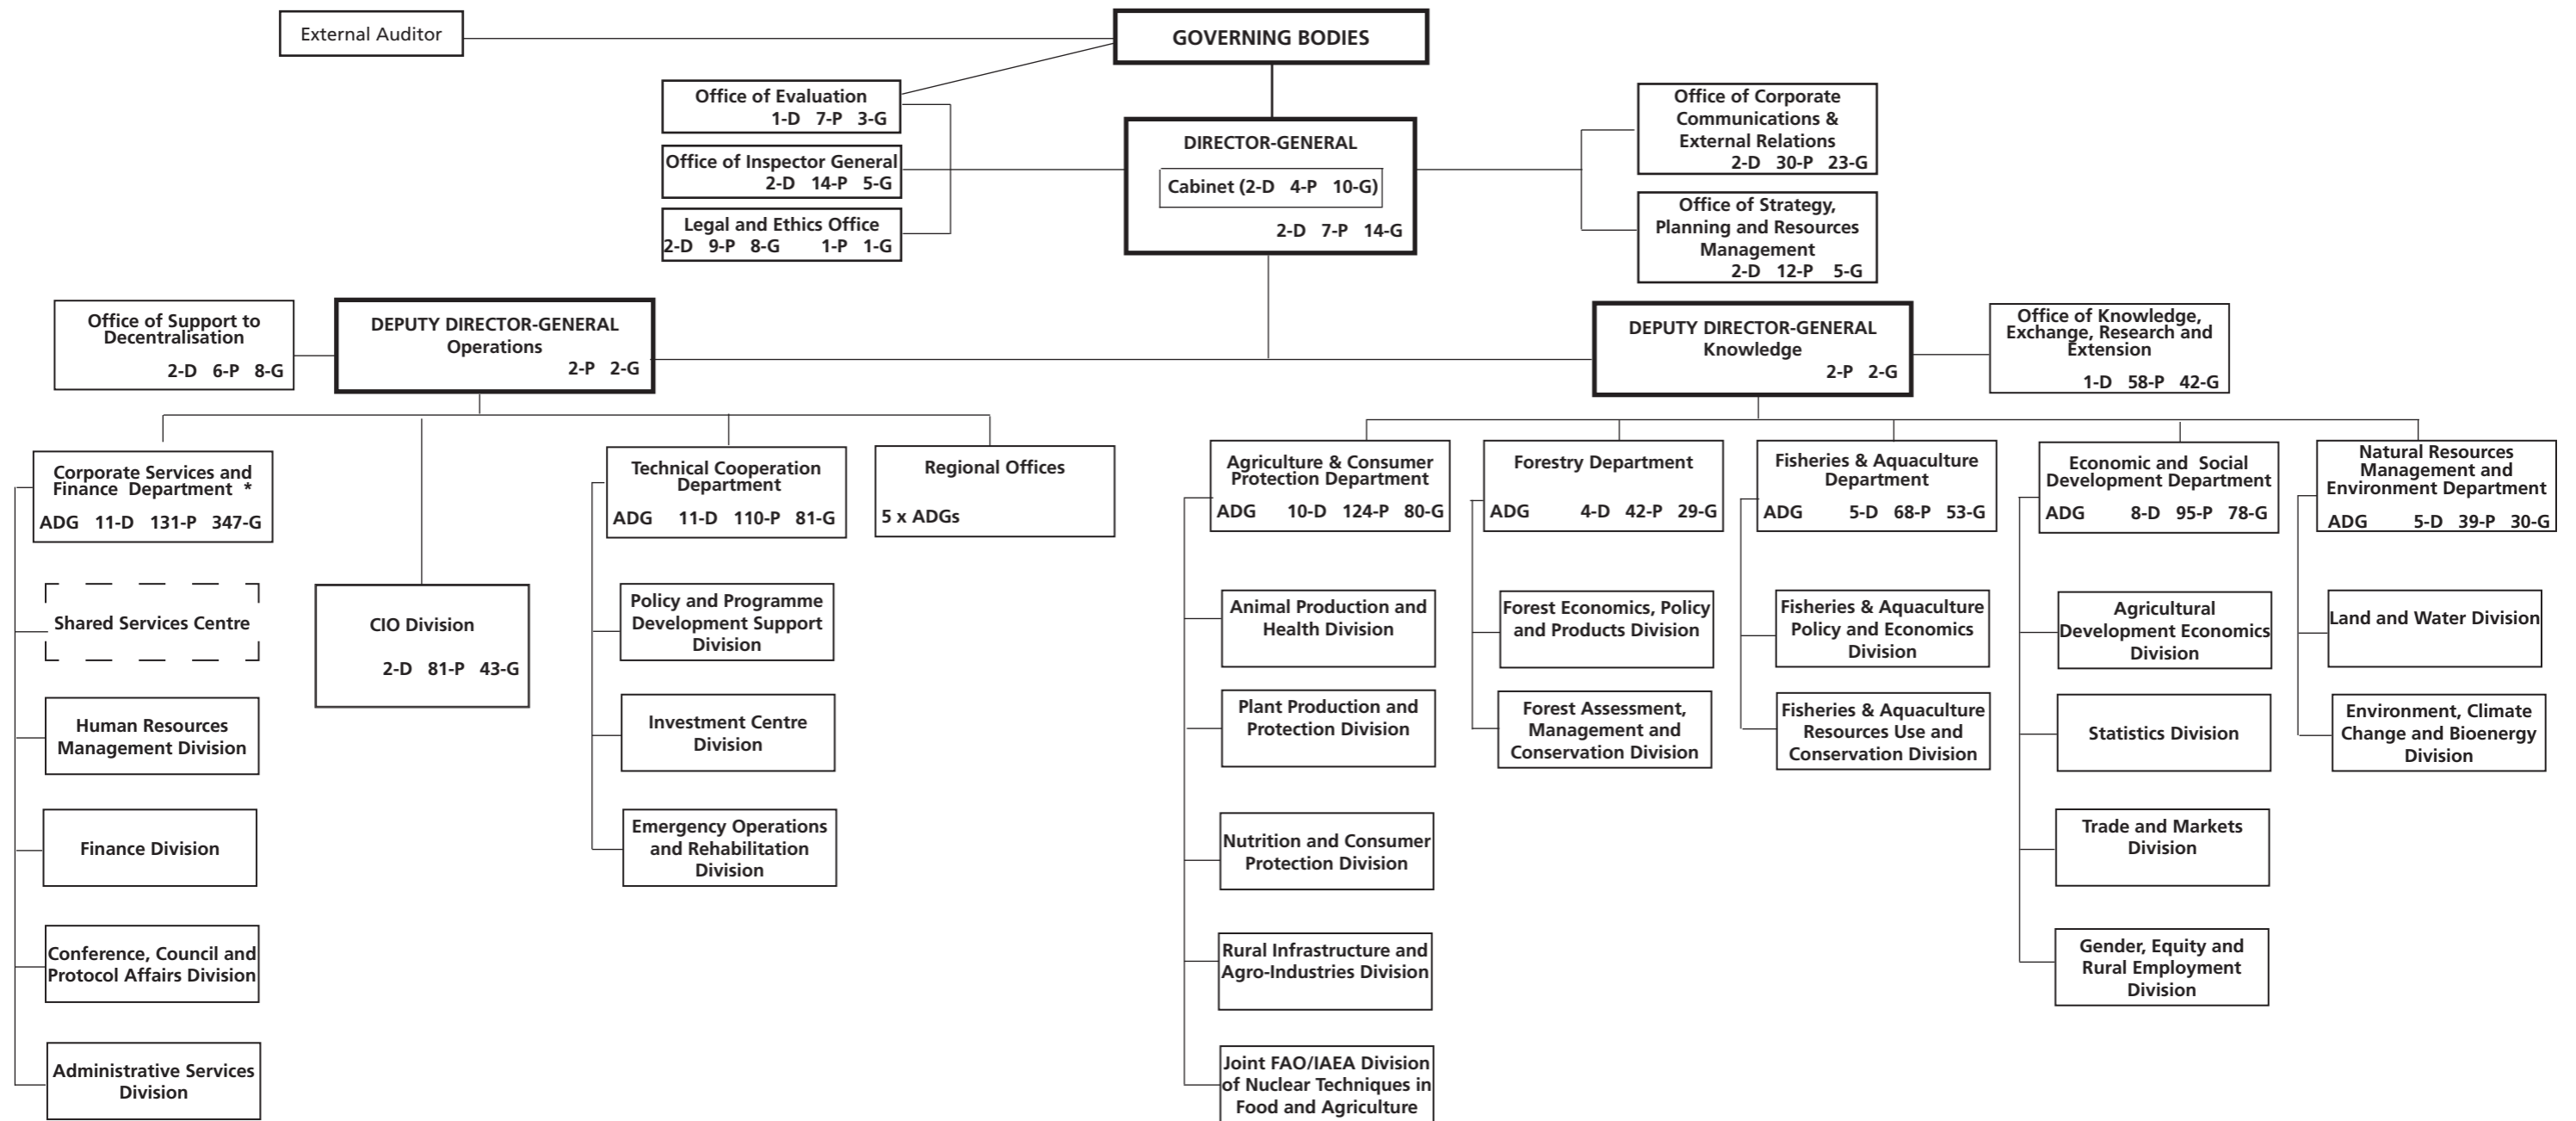 External Auditor
GOVERNING BODIES
Office of Evaluation
1-D 7-P 3-G
Office of Inspector General
2-D 14-P 5-G
Legal and Ethics Office
2-D 9-P 8-G 1-P 1-G
DIRECTOR-GENERAL
Cabinet (2-D 4-P 10-G)
2-D 7-P 14-G
Office of Corporate
Communications &
External Relations
2-D 30-P 23-G
Office of Strategy,
Planning and Resources
Management
2-D 12-P 5-G
Office of Support to
Decentralisation
2-D 6-P 8-G
DEPUTY DIRECTOR-GENERAL
Operations
2-P 2-G
DEPUTY DIRECTOR-GENERAL
Knowledge
2-P 2-G
Office of Knowledge,
Exchange, Research and
Extension
1-D 58-P 42-G
Corporate Services and
Finance Department *
ADG 11-D 131-P 347-G
Shared Services Centre
Human Resources
Management Division
Finance Division
Conference, Council and
Protocol Affairs Division
Administrative Services
Division
CIO Division
2-D 81-P 43-G
Technical Cooperation
Department
ADG 11-D 110-P 81-G
Policy and Programme
Development Support
Division
Investment Centre
Division
Emergency Operations
and Rehabilitation
Division
Regional Offices
5 x ADGs
Agriculture & Consumer
Protection Department
ADG 10-D 124-P 80-G
Animal Production and
Health Division
Plant Production and
Protection Division
Nutrition and Consumer
Protection Division
Rural Infrastructure and
Agro-Industries Division
Joint FAO/IAEA Division
of Nuclear Techniques in
Food and Agriculture
Forestry Department
ADG 4-D 42-P 29-G
Forest Economics, Policy
and Products Division
Forest Assessment,
Management and
Conservation Division
Fisheries & Aquaculture
Department
ADG 5-D 68-P 53-G
Fisheries & Aquaculture
Policy and Economics
Division
Fisheries & Aquaculture
Resources Use and
Conservation Division
Economic and Social
Development Department
ADG 8-D 95-P 78-G
Agricultural
Development Economics
Division
Statistics Division
Trade and Markets
Division
Gender, Equity and
Rural Employment
Division
Natural Resources
Management and
Environment Department
ADG 5-D 39-P 30-G
Land and Water Division
Environment, Climate
Change and Bioenergy
Division